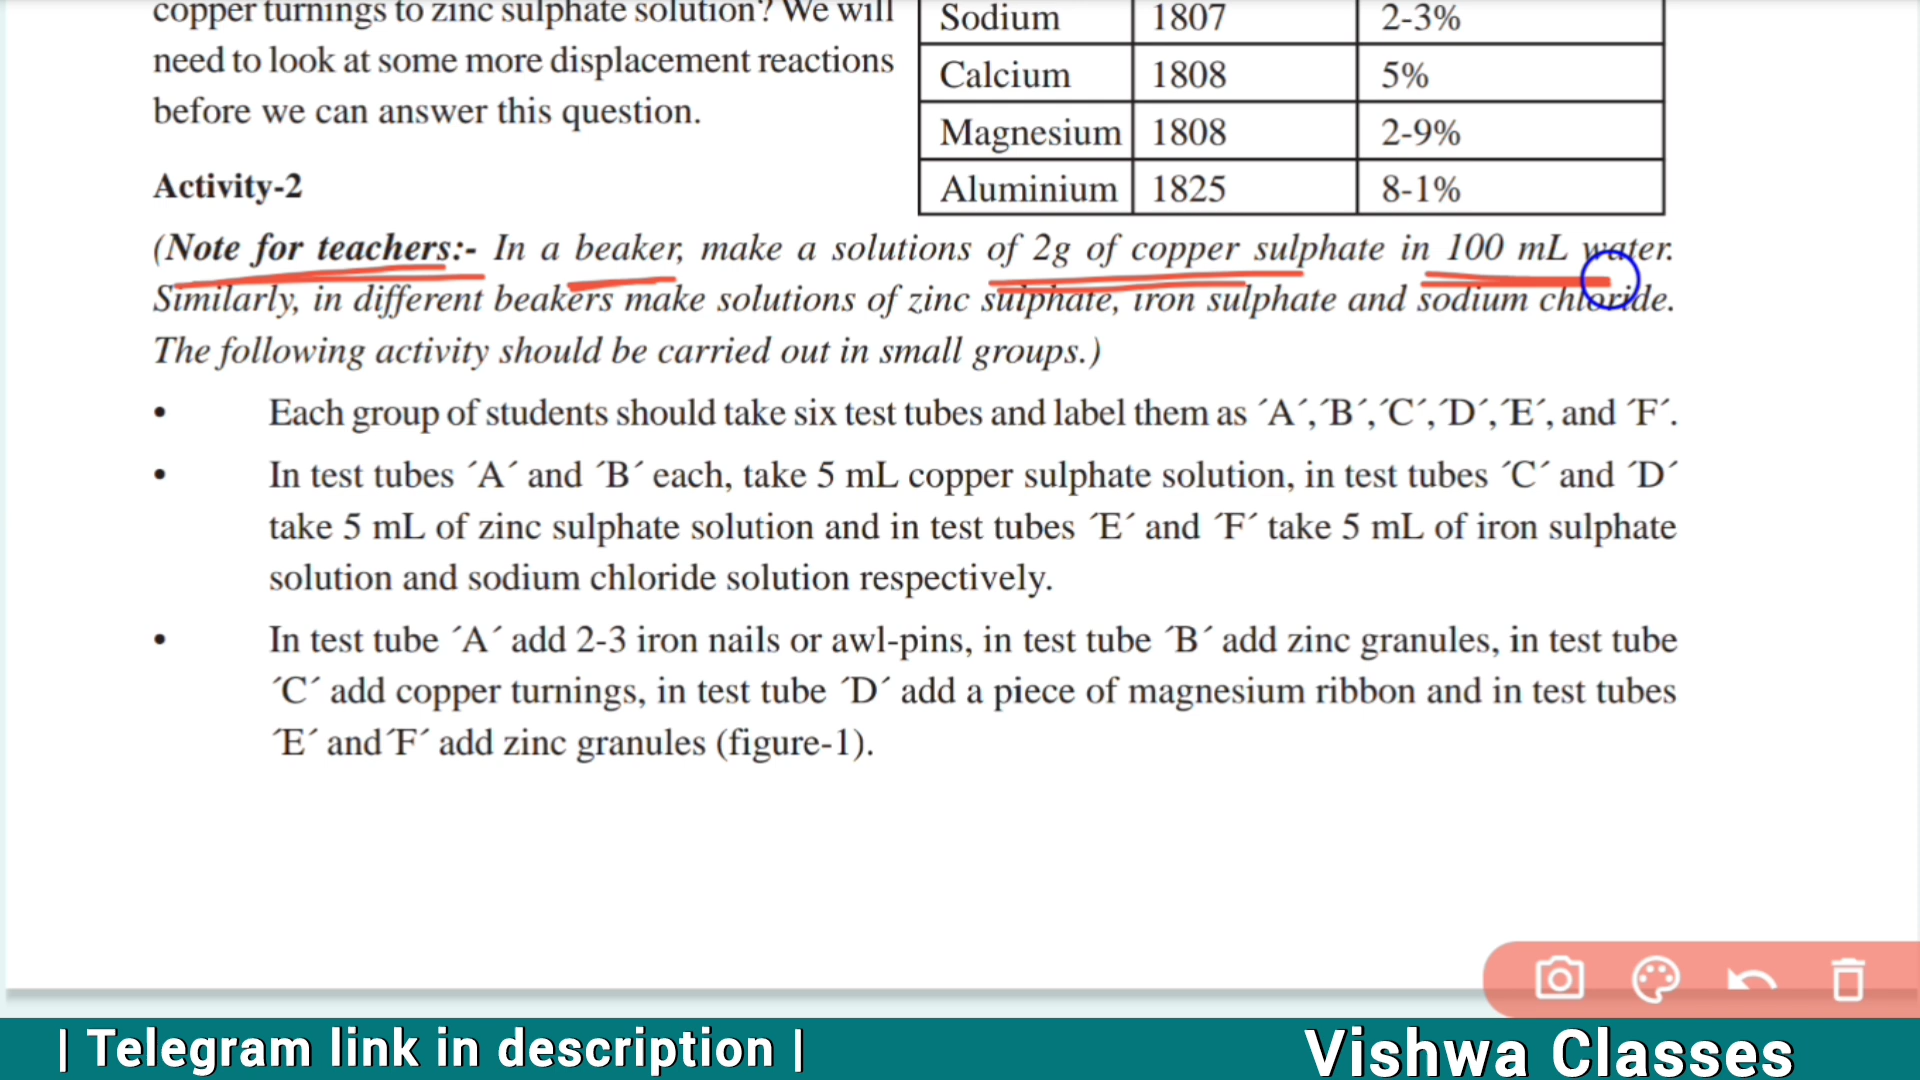 copper turnings to zinc sulphate solution? We will
need to look at some more displacement reactions
before we can answer this question.
Sodium 1807 2-3%
Calcium 1808 5%
Magnesium 1808 2-9%
Aluminium 1825 8-1%
Activity-2
(Note for teachers:- In a beaker, make a solutions of 2g of copper sulphate in 100 mL water.
Similarly, in different beakers make solutions of zinc sulphate, iron sulphate and sodium chloride.
The following activity should be carried out in small groups.)
• Each group of students should take six test tubes and label them as ´A´,´B´,´C´,´D´,´E´, and ´F´.
• In test tubes ´A´ and ´B´ each, take 5 mL copper sulphate solution, in test tubes ´C´ and ´D´
take 5 mL of zinc sulphate solution and in test tubes ´E´ and ´F´ take 5 mL of iron sulphate
solution and sodium chloride solution respectively.
• In test tube ´A´ add 2-3 iron nails or awl-pins, in test tube ´B´ add zinc granules, in test tube
´C´ add copper turnings, in test tube ´D´ add a piece of magnesium ribbon and in test tubes
´E´ and ´F´ add zinc granules (figure-1).
| Telegram link in description |
Vishwa Classes